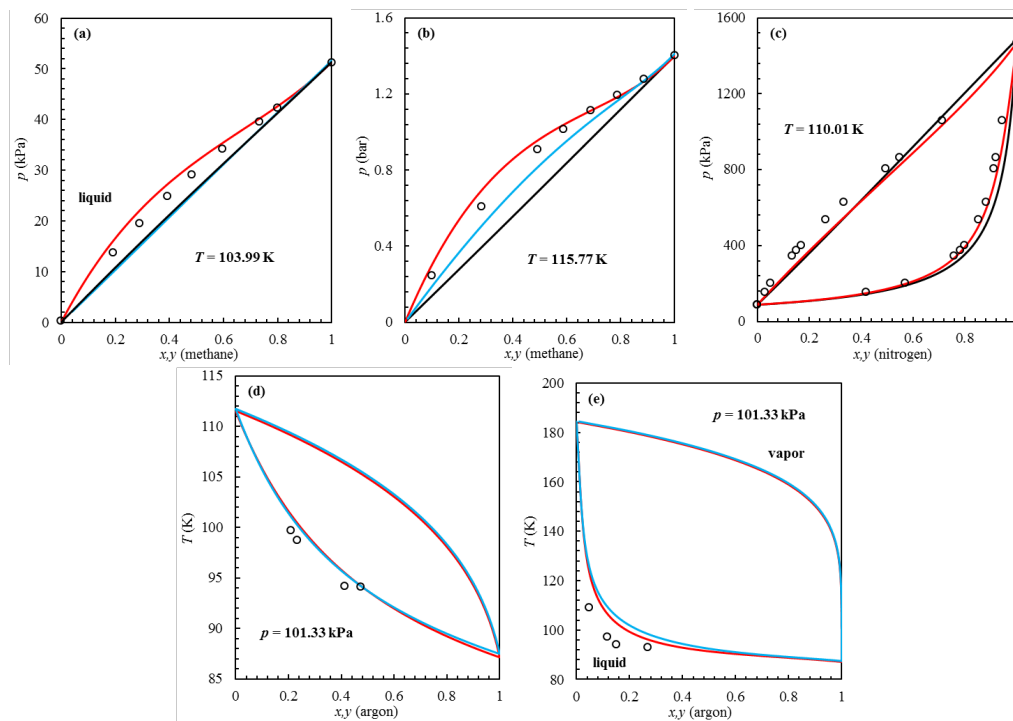 (a)
60
50
40
30
20
10
0
p (kPa)
liquid
T = 103.99 K
0
0.2
0.4
0.6
0.8
1
x,y (methane)
(b)
1.8
1.2
0.6
0
p (bar)
T = 115.77 K
0
0.2
0.4
0.6
0.8
1
x,y (methane)
(c)
1600
1200
800
400
0
p (kPa)
T = 110.01 K
0
0.2
0.4
0.6
0.8
x,y (nitrogen)
(d)
115
110
105
100
95
90
85
T (K)
p = 101.33 kPa
0
0.2
0.4
0.6
0.8
1
x,y (argon)
(e)
200
180
160
140
120
100
80
T (K)
p = 101.33 kPa
vapor
liquid
0
0.2
0.4
0.6
0.8
1
x,y (argon)